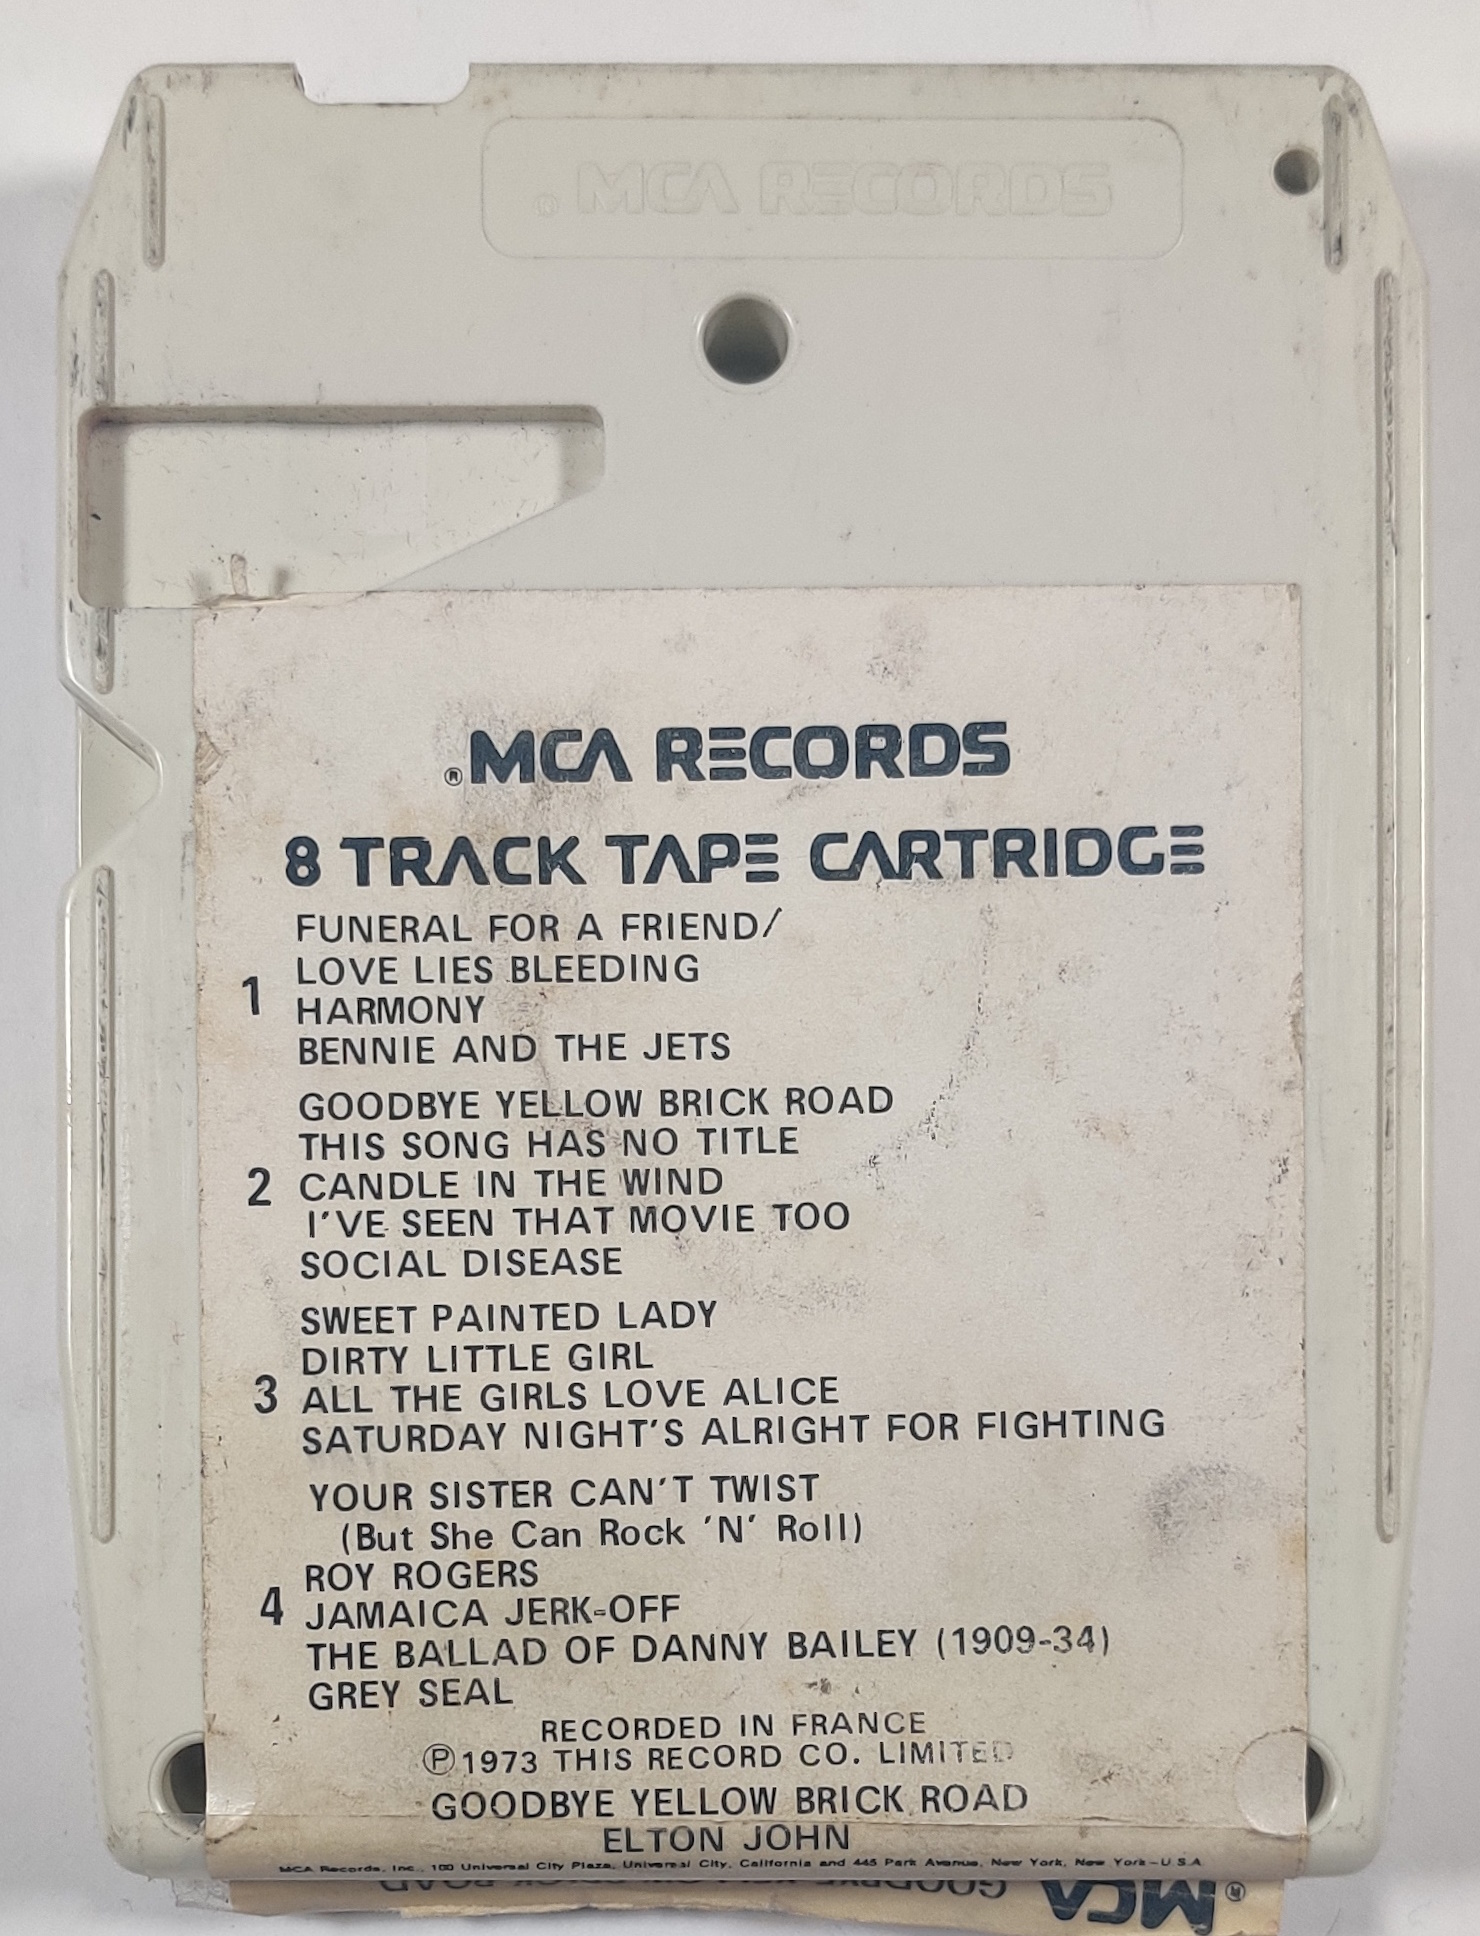 ® MCA RECORDS
® MCA RECORDS
8 TRACK TAPE CARTRIDGE
FUNERAL FOR A FRIEND/
1 LOVE LIES BLEEDING
HARMONY
BENNIE AND THE JETS
GOODBYE YELLOW BRICK ROAD
THIS SONG HAS NO TITLE
2 CANDLE IN THE WIND
I'VE SEEN THAT MOVIE TOO
SOCIAL DISEASE
SWEET PAINTED LADY
DIRTY LITTLE GIRL
3 ALL THE GIRLS LOVE ALICE
SATURDAY NIGHT'S ALRIGHT FOR FIGHTING
YOUR SISTER CAN'T TWIST
(But She Can Rock 'N' Roll)
ROY ROGERS
4 JAMAICA JERK-OFF
THE BALLAD OF DANNY BAILEY (1909-34)
GREY SEAL
RECORDED IN FRANCE
℗1973 THIS RECORD CO. LIMITED
GOODBYE YELLOW BRICK ROAD
ELTON JOHN
MCA Records, Inc., 100 Universal City Plaza, Universal City, California and 445 Park Avenue, New York, New York-U S A
GOODBYE YELLOW BRICK ROAD
MCA ®